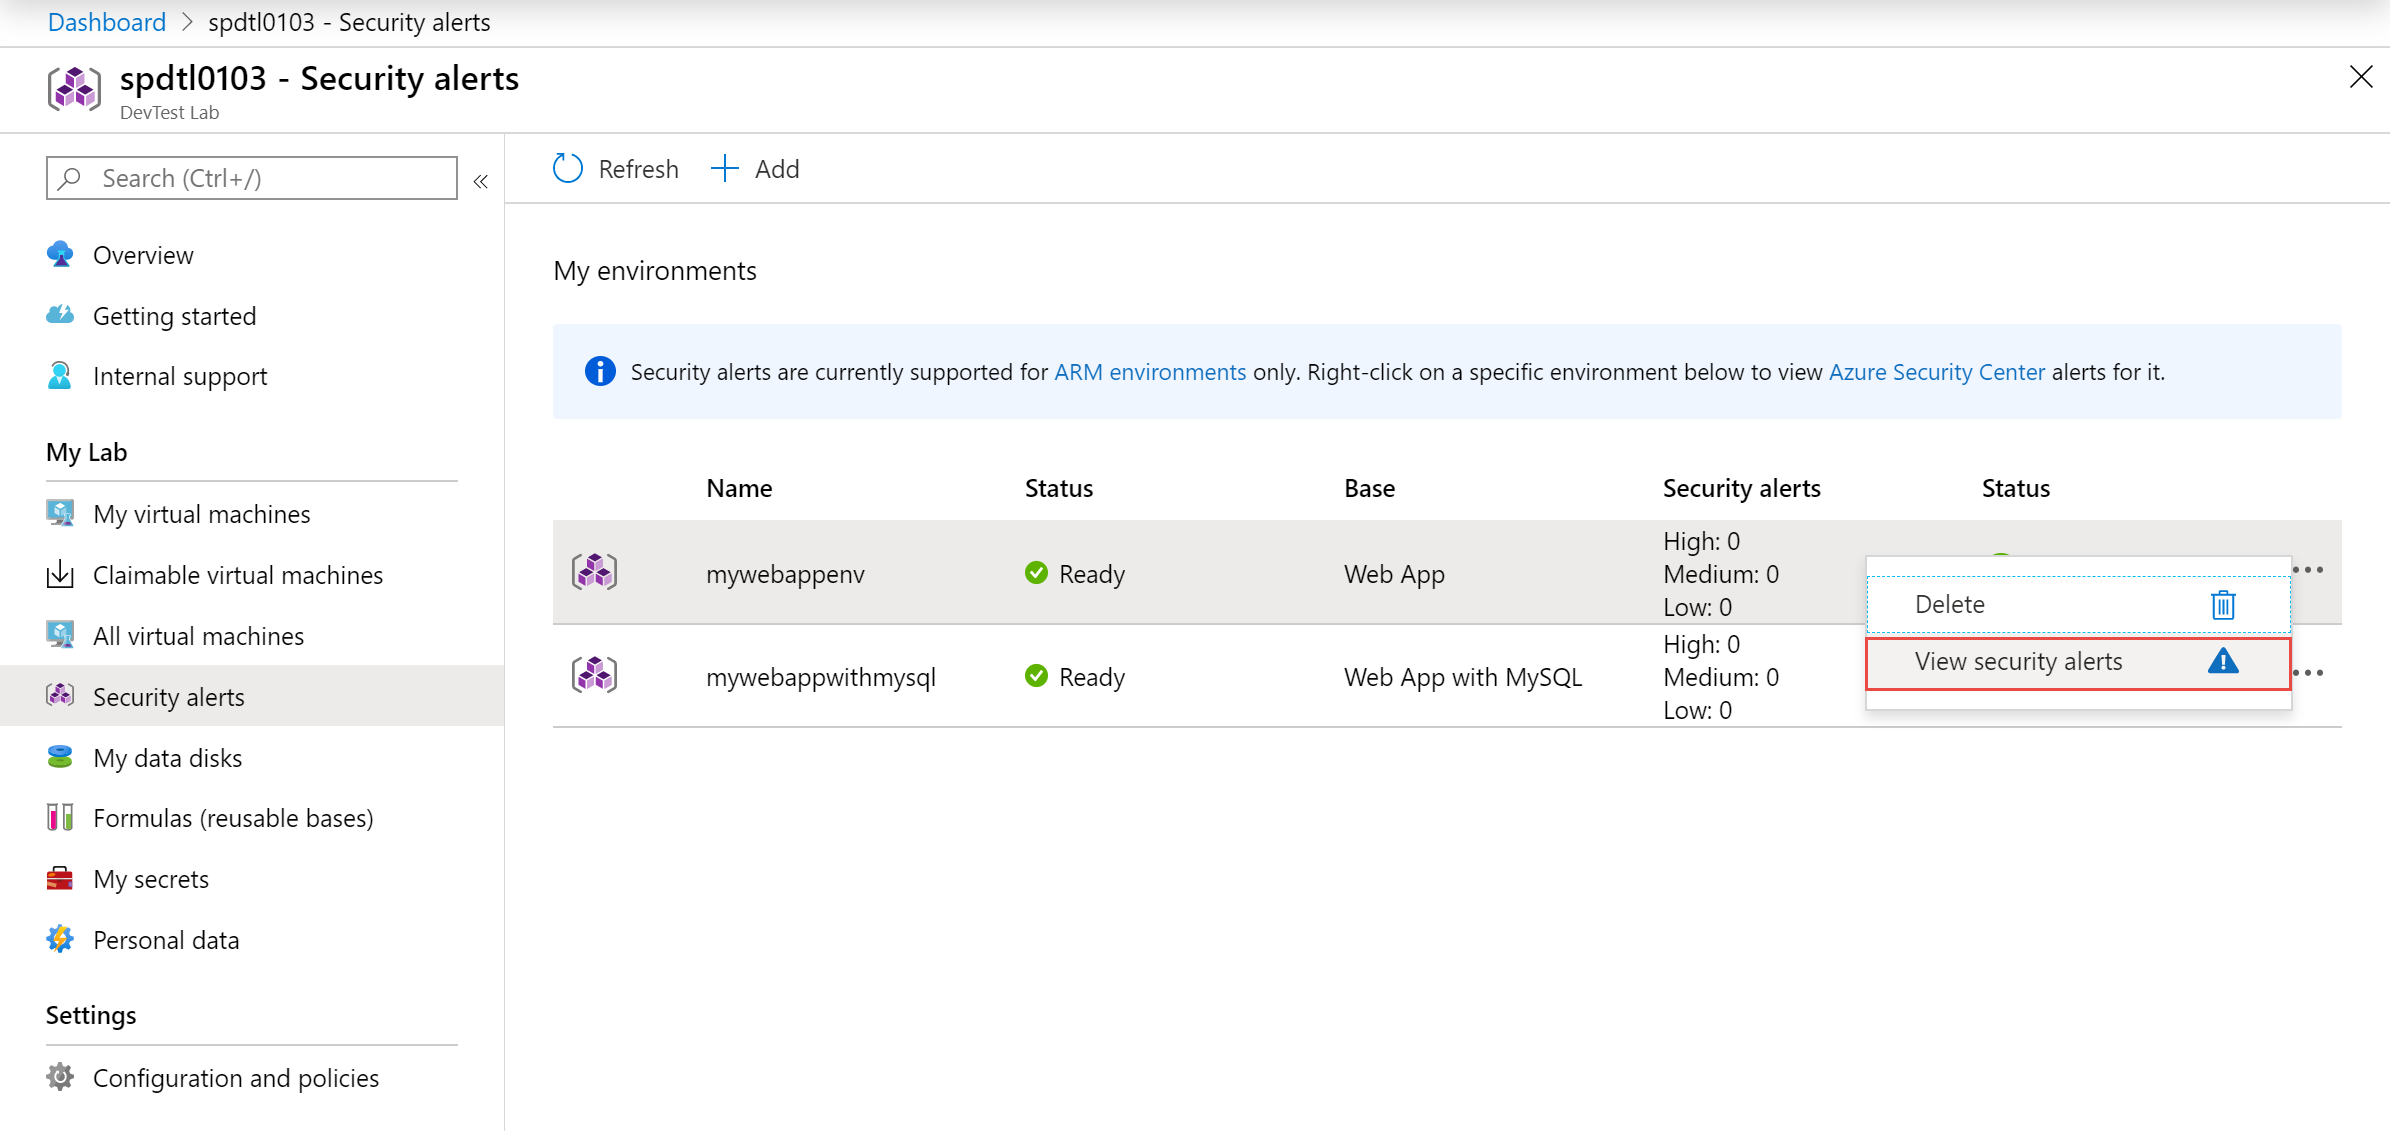 Dashboard > spdtl0103 - Security alerts
spdtl0103 - Security alerts
DevTest Lab
Search (Ctrl+/)
«
Refresh
Add
Overview
Getting started
Internal support
My Lab
My virtual machines
Claimable virtual machines
All virtual machines
Security alerts
My data disks
Formulas (reusable bases)
My secrets
Personal data
Settings
Configuration and policies
My environments
Security alerts are currently supported for ARM environments only. Right-click on a specific environment below to view Azure Security Center alerts for it.
Name Status Base Security alerts Status
mywebappenv Ready Web App
High: 0
Medium: 0
Low: 0
mywebappwithmysql Ready Web App with MySQL
High: 0
Medium: 0
Low: 0
Delete
View security alerts